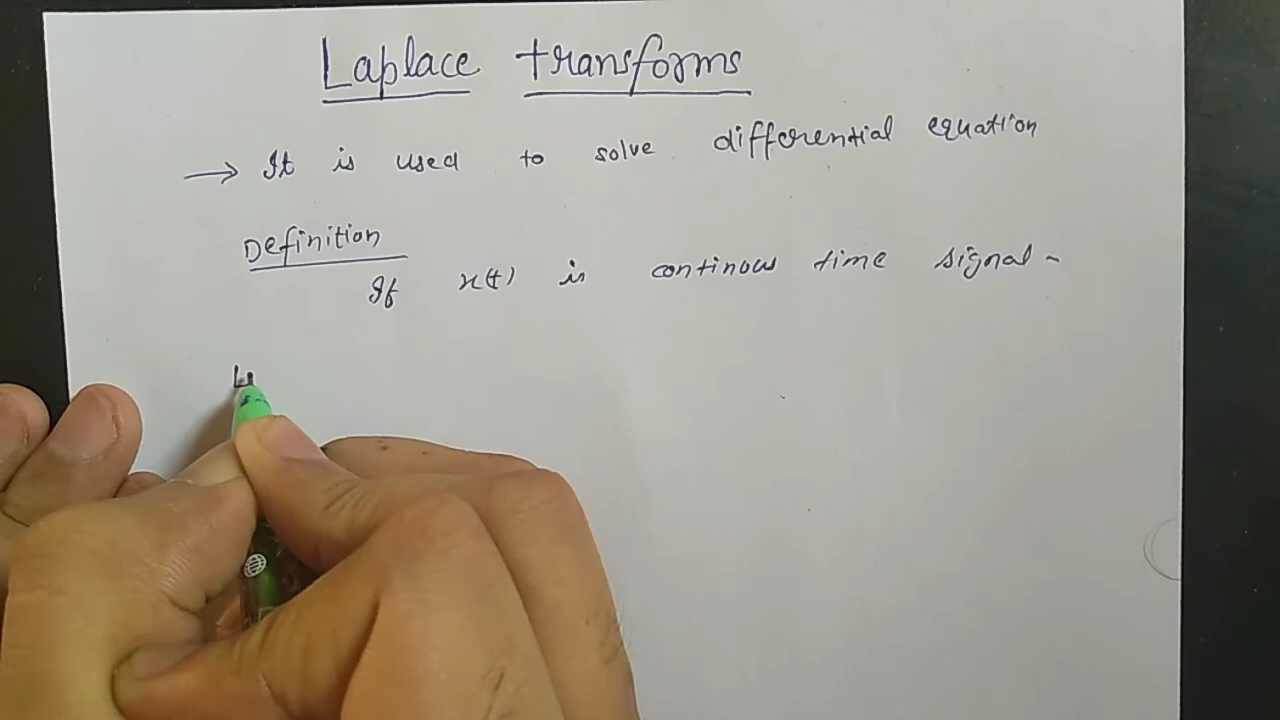 Laplace transforms
→ It is used to solve differential equation
Definition
If x(t) is continous time signal -